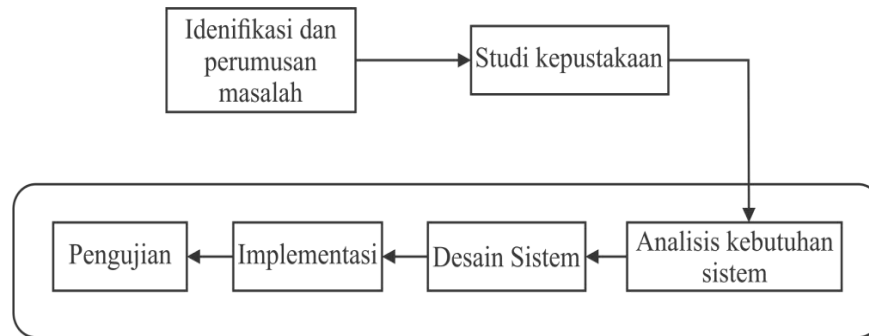 Idenifikasi dan
perumusan
masalah
Studi kepustakaan
Analisis kebutuhan
sistem
Desain Sistem
Implementasi
Pengujian